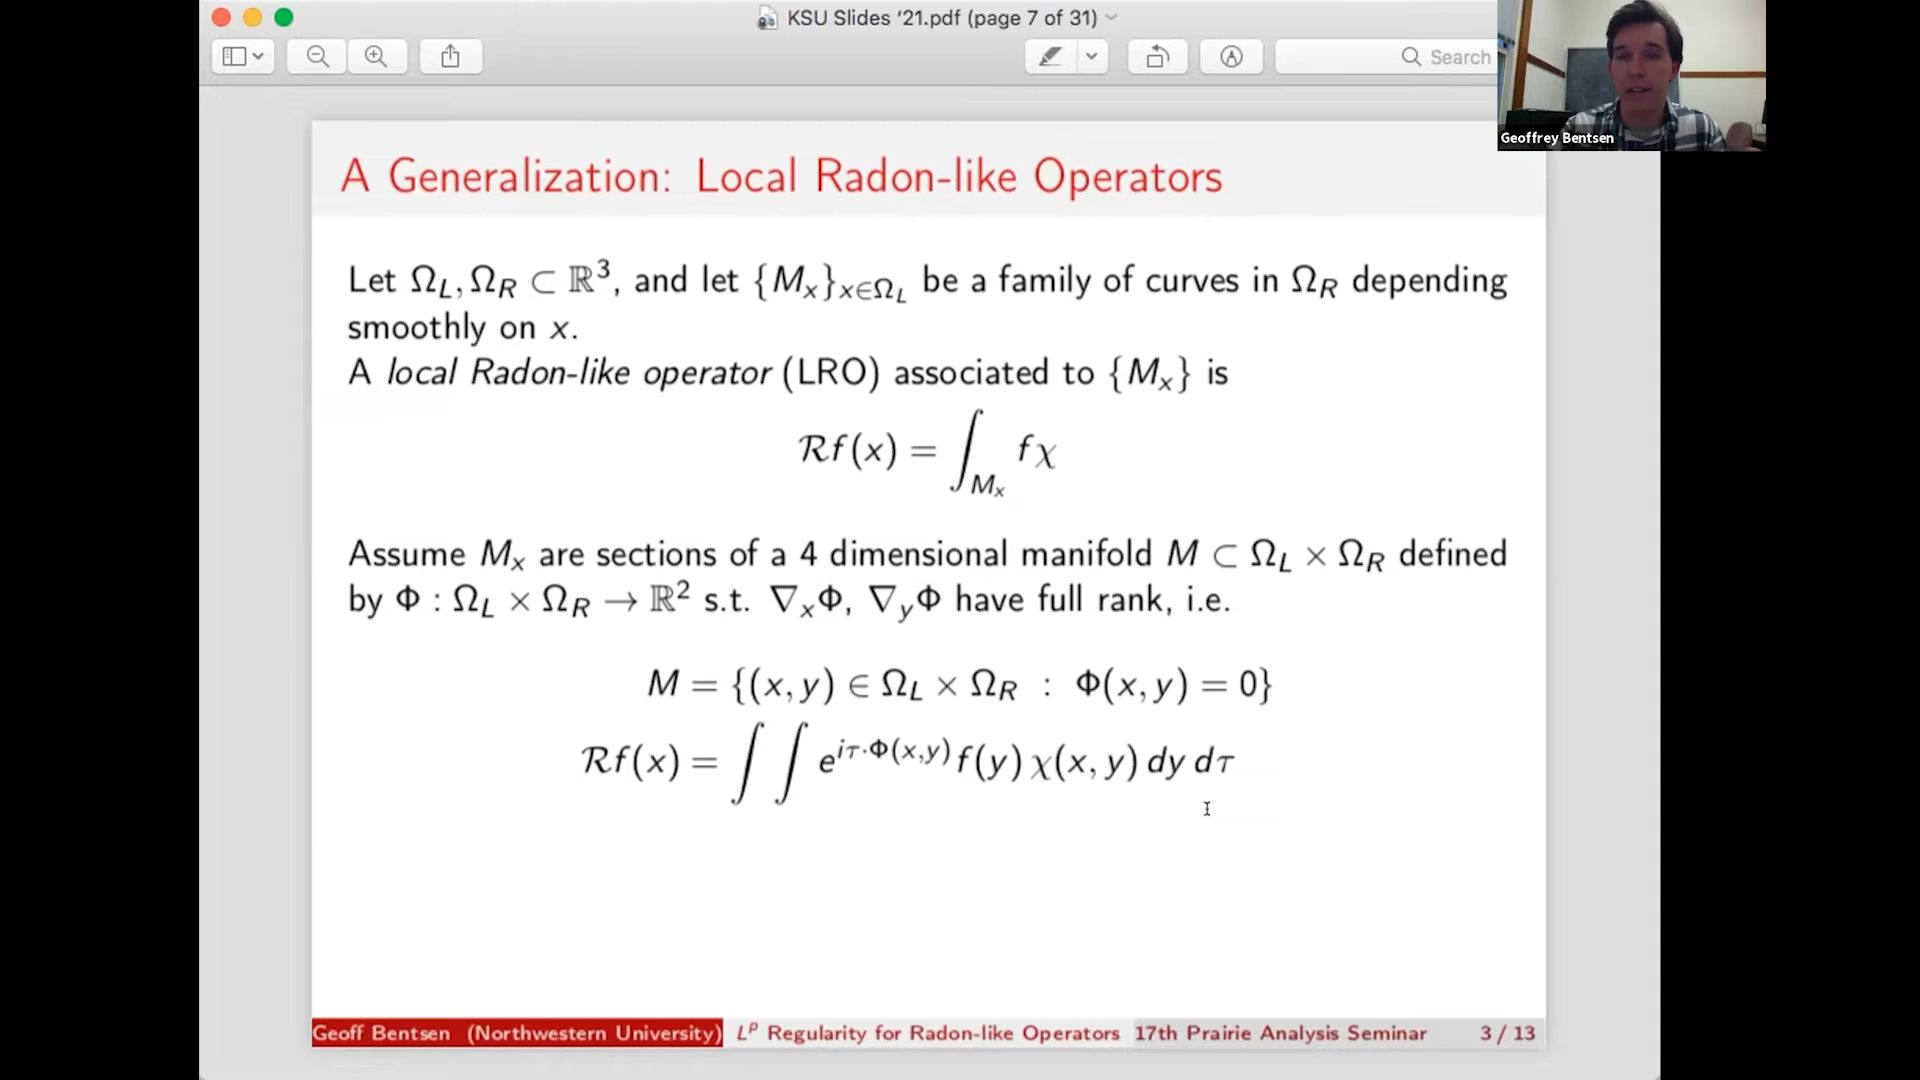 KSU Slides ‘21.pdf (page 7 of 31)
Search
Geoffrey Bentsen
A Generalization: Local Radon-like Operators
Let Ω_L, Ω_R ⊂ ℝ³, and let {M_x}_{x∈Ω_L} be a family of curves in Ω_R depending
smoothly on x.
A local Radon-like operator (LRO) associated to {M_x} is
ℛf(x) = ∫_{M_x} fχ
Assume M_x are sections of a 4 dimensional manifold M ⊂ Ω_L × Ω_R defined
by Φ : Ω_L × Ω_R → ℝ² s.t. ∇_xΦ, ∇_yΦ have full rank, i.e.
M = {(x, y) ∈ Ω_L × Ω_R : Φ(x, y) = 0}
ℛf(x) = ∫ ∫ e^{iτ·Φ(x,y)} f(y) χ(x, y) dy dτ
Geoff Bentsen (Northwestern University) L^p Regularity for Radon-like Operators 17th Prairie Analysis Seminar 3 / 13